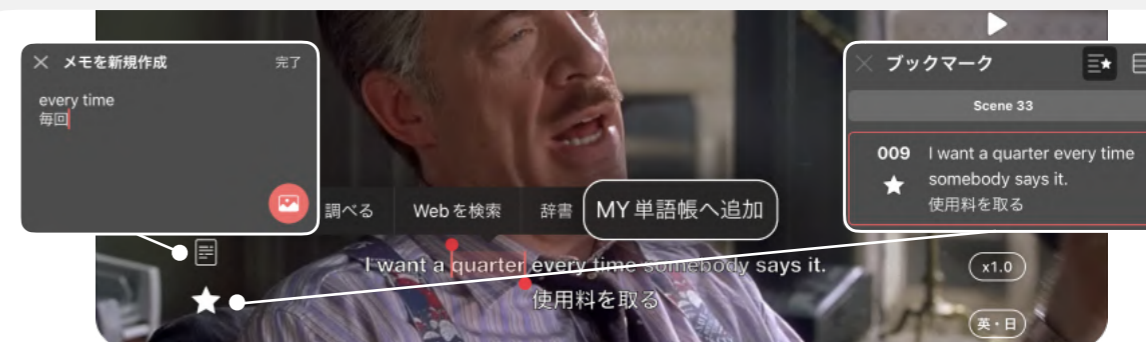 メモを新規作成
完了
every time
毎回
ブックマーク
Scene 33
009
I want a quarter every time
somebody says it.
使用料を取る
調べる
Webを検索
辞書
MY単語帳へ追加
I want a quarter every time somebody says it.
使用料を取る
x1.0
英・日